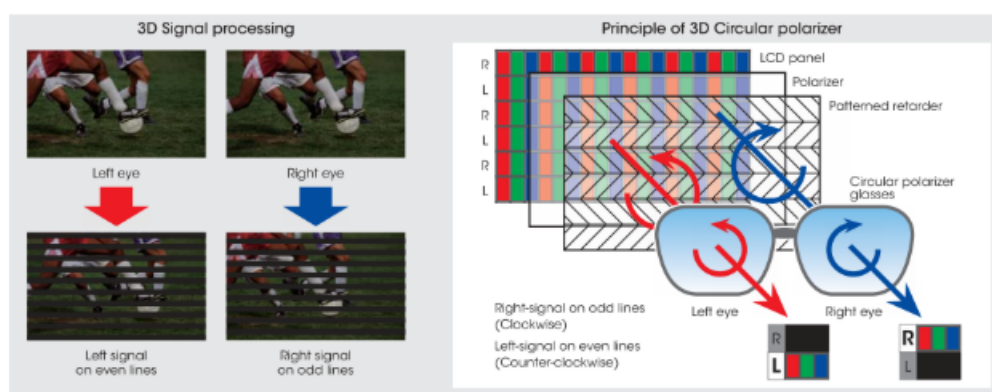 3D Signal processing
Left eye
Right eye
Left signal
on even lines
Right signal
on odd lines
Principle of 3D Circular polarizer
R
L
R
L
R
L
LCD panel
Polarizer
Patterned retarder
Circular polarizer
glasses
Left eye
Right eye
Right-signal on odd lines
(Clockwise)
Left-signal on even lines
(Counter-clockwise)
R
L
R
L